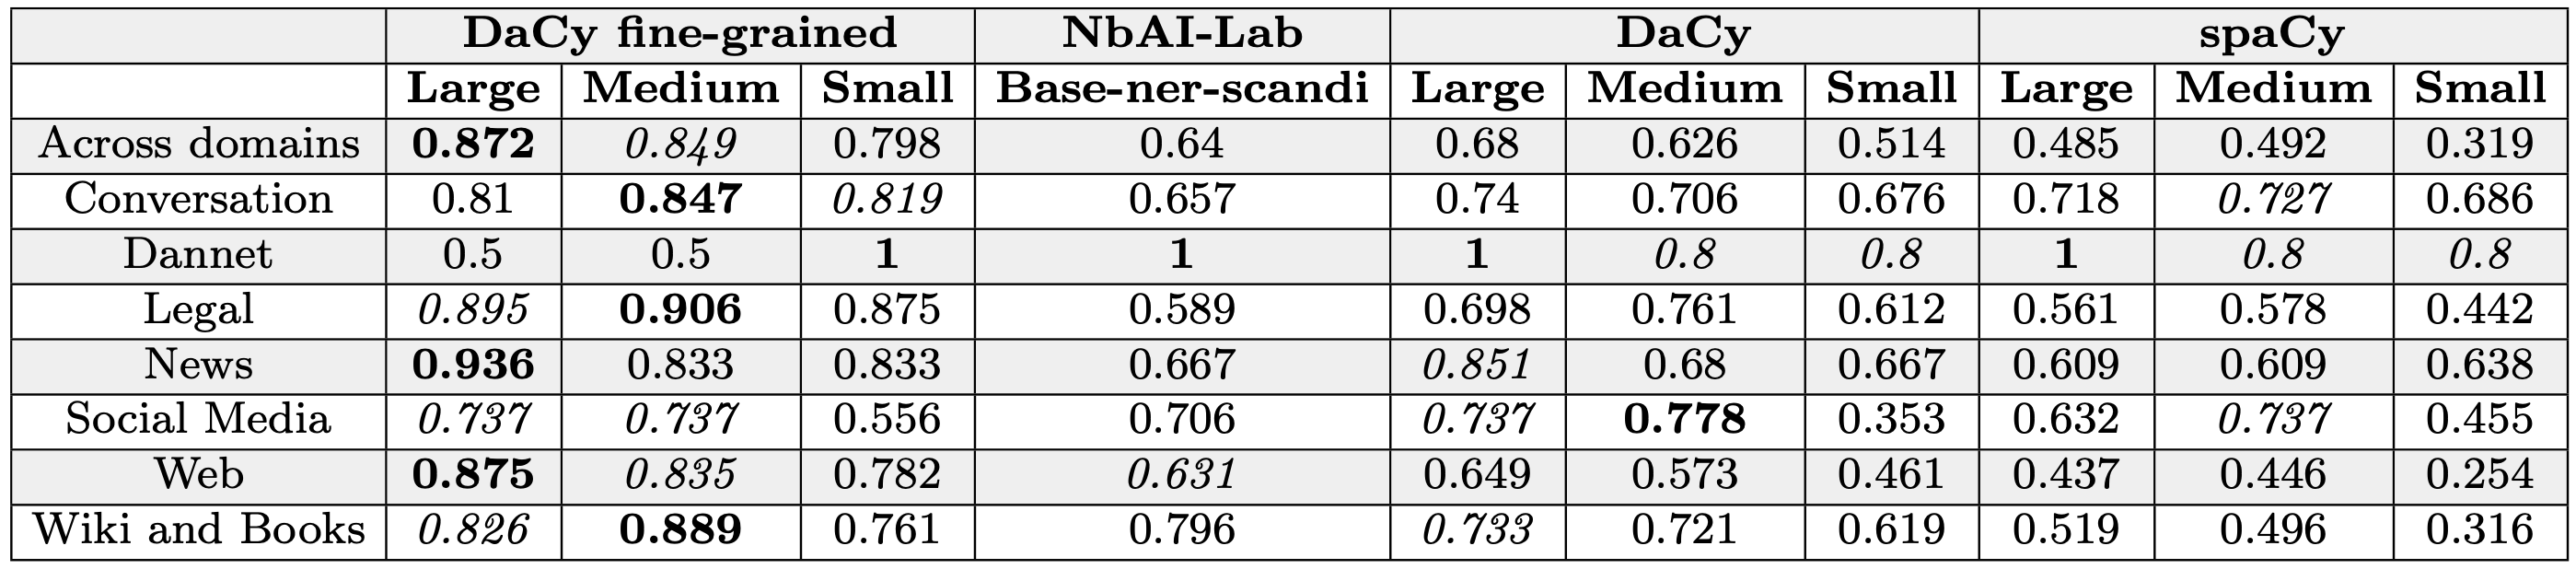 DaCy fine-grained NbAI-Lab DaCy spaCy
Large Medium Small Base-ner-scandi Large Medium Small Large Medium Small
Across domains 0.872 0.849 0.798 0.64 0.68 0.626 0.514 0.485 0.492 0.319
Conversation 0.81 0.847 0.819 0.657 0.74 0.706 0.676 0.718 0.727 0.686
Dannet 0.5 0.5 1 1 1 0.8 0.8 1 0.8 0.8
Legal 0.895 0.906 0.875 0.589 0.698 0.761 0.612 0.561 0.578 0.442
News 0.936 0.833 0.833 0.667 0.851 0.68 0.667 0.609 0.609 0.638
Social Media 0.737 0.737 0.556 0.706 0.737 0.778 0.353 0.632 0.737 0.455
Web 0.875 0.835 0.782 0.631 0.649 0.573 0.461 0.437 0.446 0.254
Wiki and Books 0.826 0.889 0.761 0.796 0.733 0.721 0.619 0.519 0.496 0.316